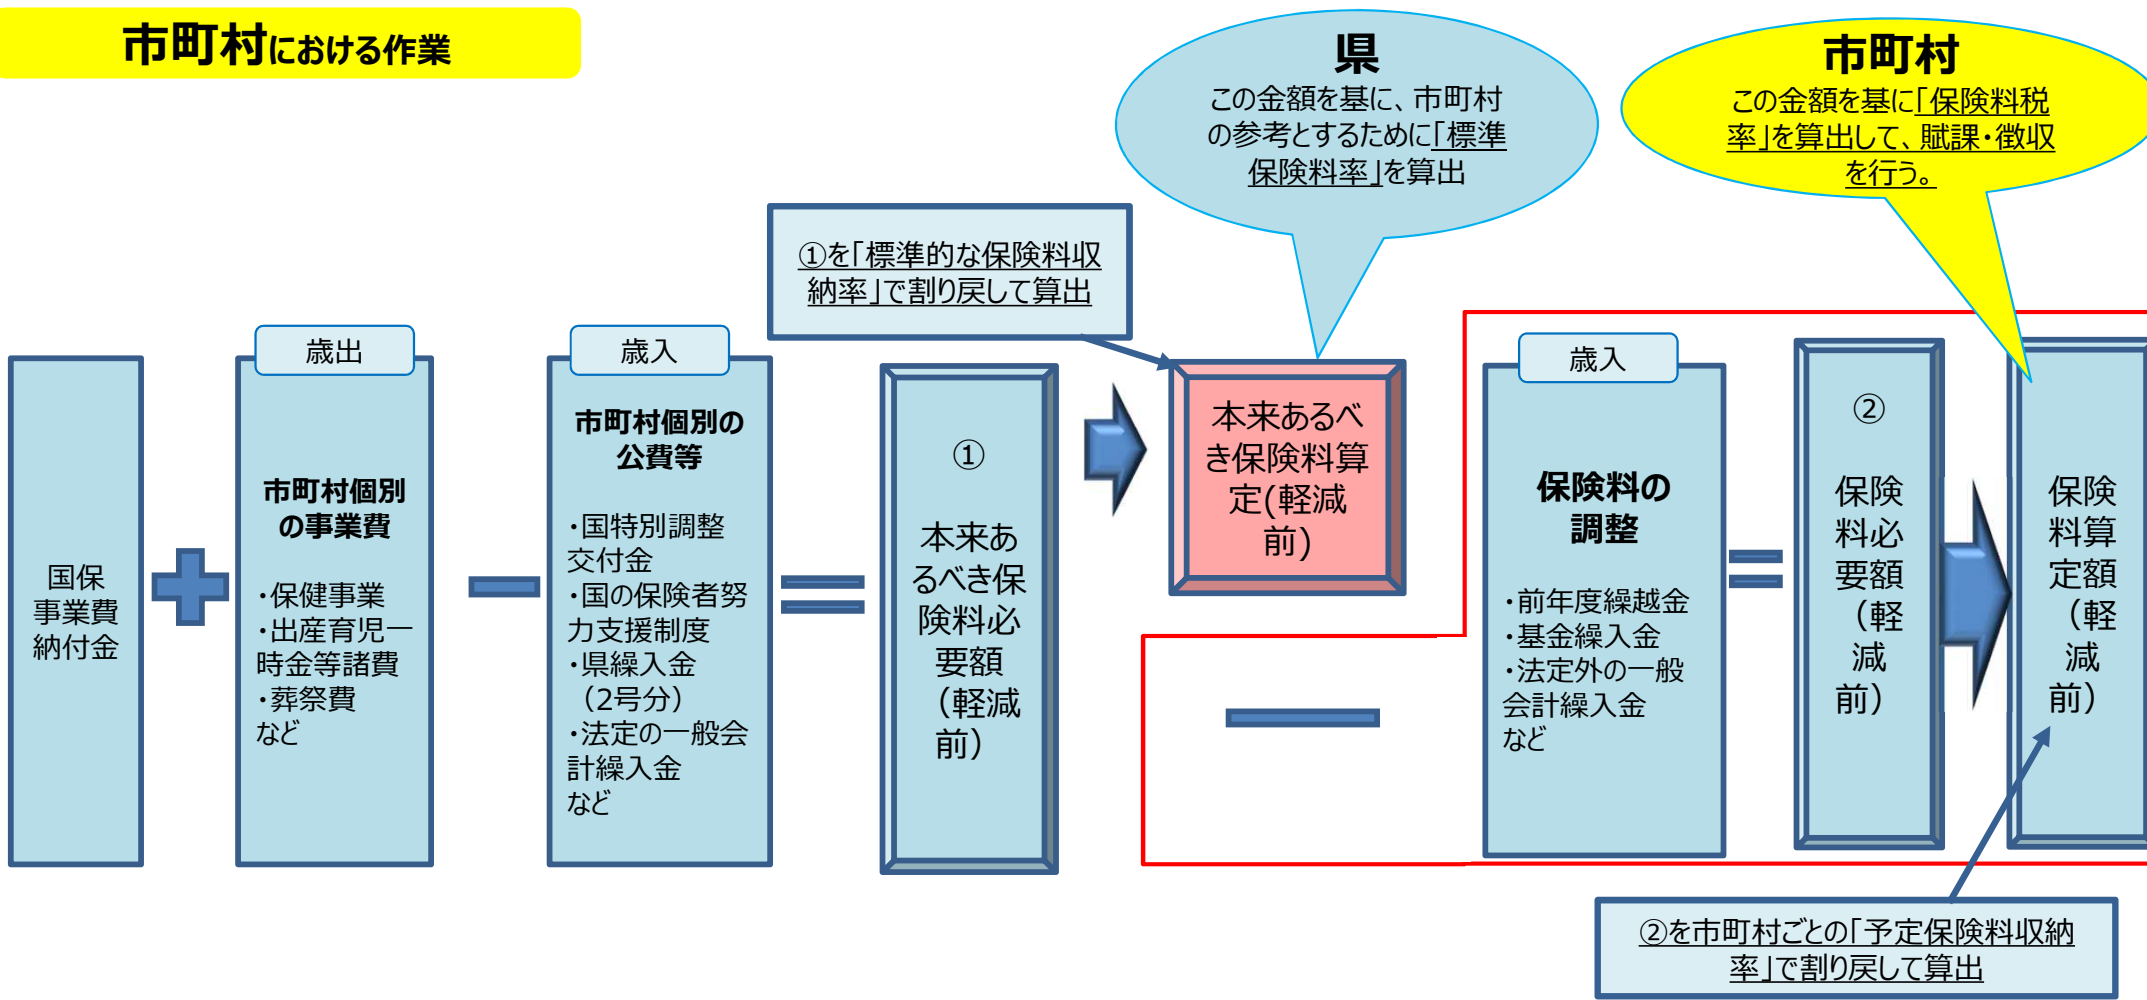 市町村における作業
県
この金額を基に、市町村
の参考とするために「標準
保険料率」を算出
市町村
この金額を基に「保険料税
率」を算出して、賦課・徴収
を行う。
①を「標準的な保険料収
納率」で割り戻して算出
国保
事業費
納付金
歳出
市町村個別
の事業費
・保健事業
・出産育児一
時金等諸費
・葬祭費
など
歳入
市町村個別の
公費等
・国特別調整
交付金
・国の保険者努
力支援制度
・県繰入金
（2号分）
・法定の一般会
計繰入金
など
①
本来あ
るべき保
険料必
要額
（軽減
前）
本来あるべ
き保険料算
定(軽減
前)
歳入
保険料の
調整
・前年度繰越金
・基金繰入金
・法定外の一般
会計繰入金
など
②
保険
料必
要額
（軽
減
前）
保険
料算
定額
（軽
減
前）
②を市町村ごとの「予定保険料収納
率」で割り戻して算出